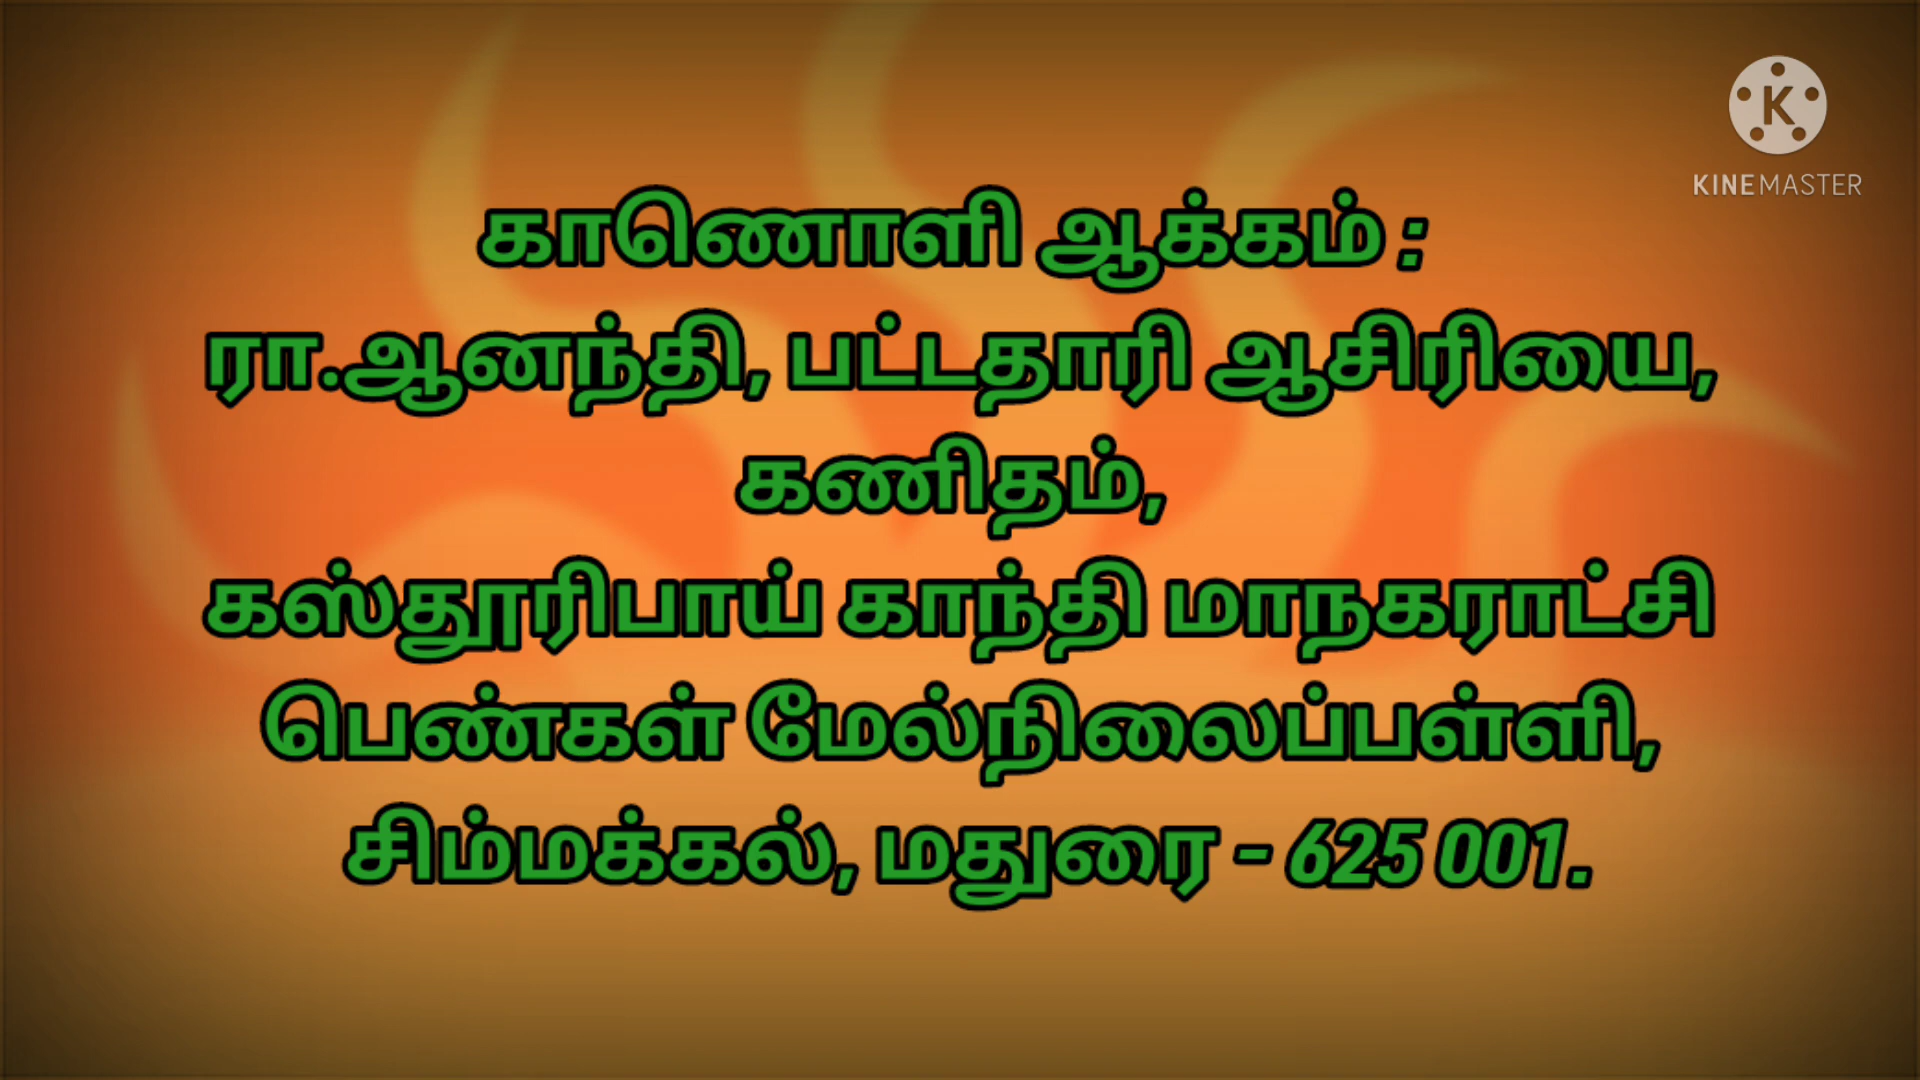 K
KINEMASTER
காணொளி ஆக்கம் :
ரா.ஆனந்தி, பட்டதாரி ஆசிரியை,
கணிதம்,
கஸ்தூரிபாய் காந்தி மாநகராட்சி
பெண்கள் மேல்நிலைப்பள்ளி,
சிம்மக்கல், மதுரை - 625 001.